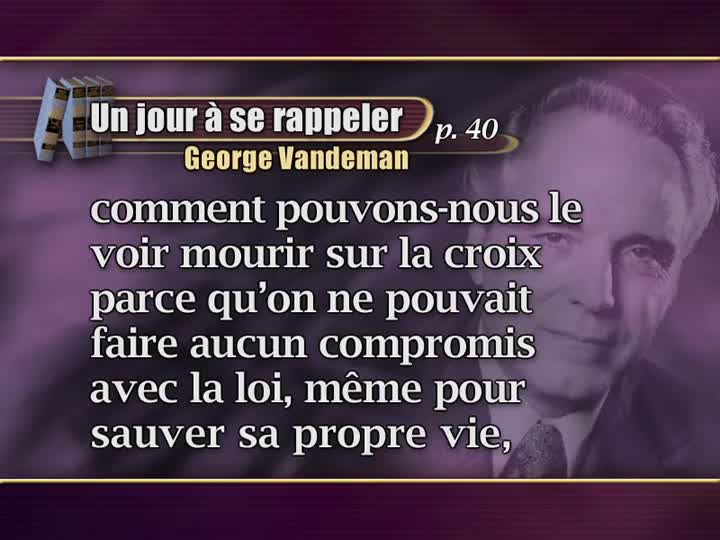 Un jour à se rappeler p. 40
George Vandeman
comment pouvons-nous le
voir mourir sur la croix
parce qu'on ne pouvait
faire aucun compromis
avec la loi, même pour
sauver sa propre vie,